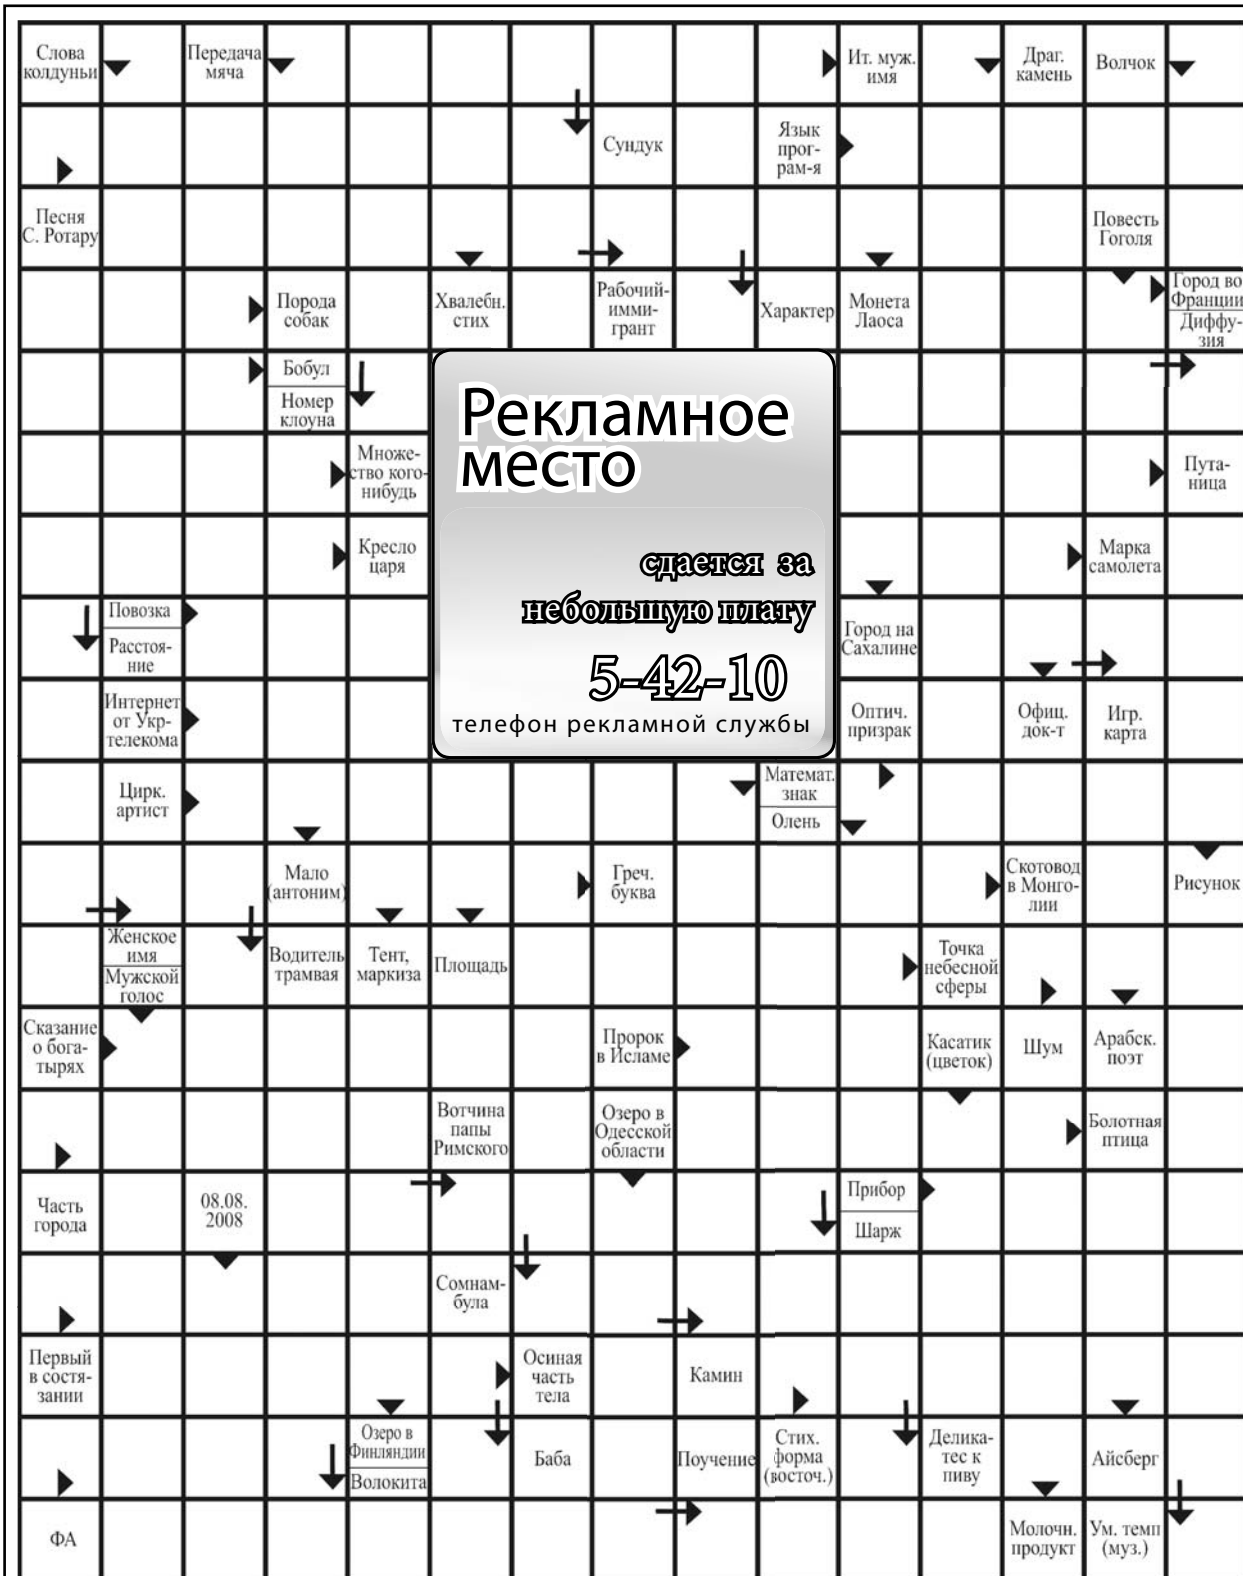 Слова
колдуньи
Передача
мяча
Ит. муж.
имя
Драг.
камень
Волчок
Сундук
Язык
прог-
рам-я
Песня
С. Ротару
Повесть
Гоголя
Порода
собак
Хвалебн.
стих
Рабочий-
имми-
грант
Характер
Монета
Лаоса
Город во
Франции
Диффу-
зия
Бобул
Номер
клоуна
Рекламное
место
сдается за
небольшую плату
5-42-10
телефон рекламной службы
Множе-
ство кого-
нибудь
Пута-
ница
Кресло
царя
Марка
самолета
Повозка
Расстоя-
ние
Город на
Сахалине
Интернет
от Укр-
телекома
Оптич.
призрак
Офиц.
док-т
Игр.
карта
Цирк.
артист
Математ.
знак
Олень
Мало
(антоним)
Греч.
буква
Скотовод
в Монго-
лии
Рисунок
Женское
имя
Мужской
голос
Водитель
трамвая
Тент,
маркиза
Площадь
Точка
небесной
сферы
Сказание
о бога-
тырях
Пророк
в Исламе
Касатик
(цветок)
Шум
Арабск.
поэт
Вотчина
папы
Римского
Озеро в
Одесской
области
Болотная
птица
Часть
города
08.08.
2008
Прибор
Шарж
Сомнам-
була
Первый
в состя-
зании
Осиная
часть
тела
Камин
Озеро в
Финляндии
Волокита
Баба
Поучение
Стих.
форма
(восточ.)
Делика-
тес к
пиву
Айсберг
ФА
Молочн.
продукт
Ум. темп
(муз.)